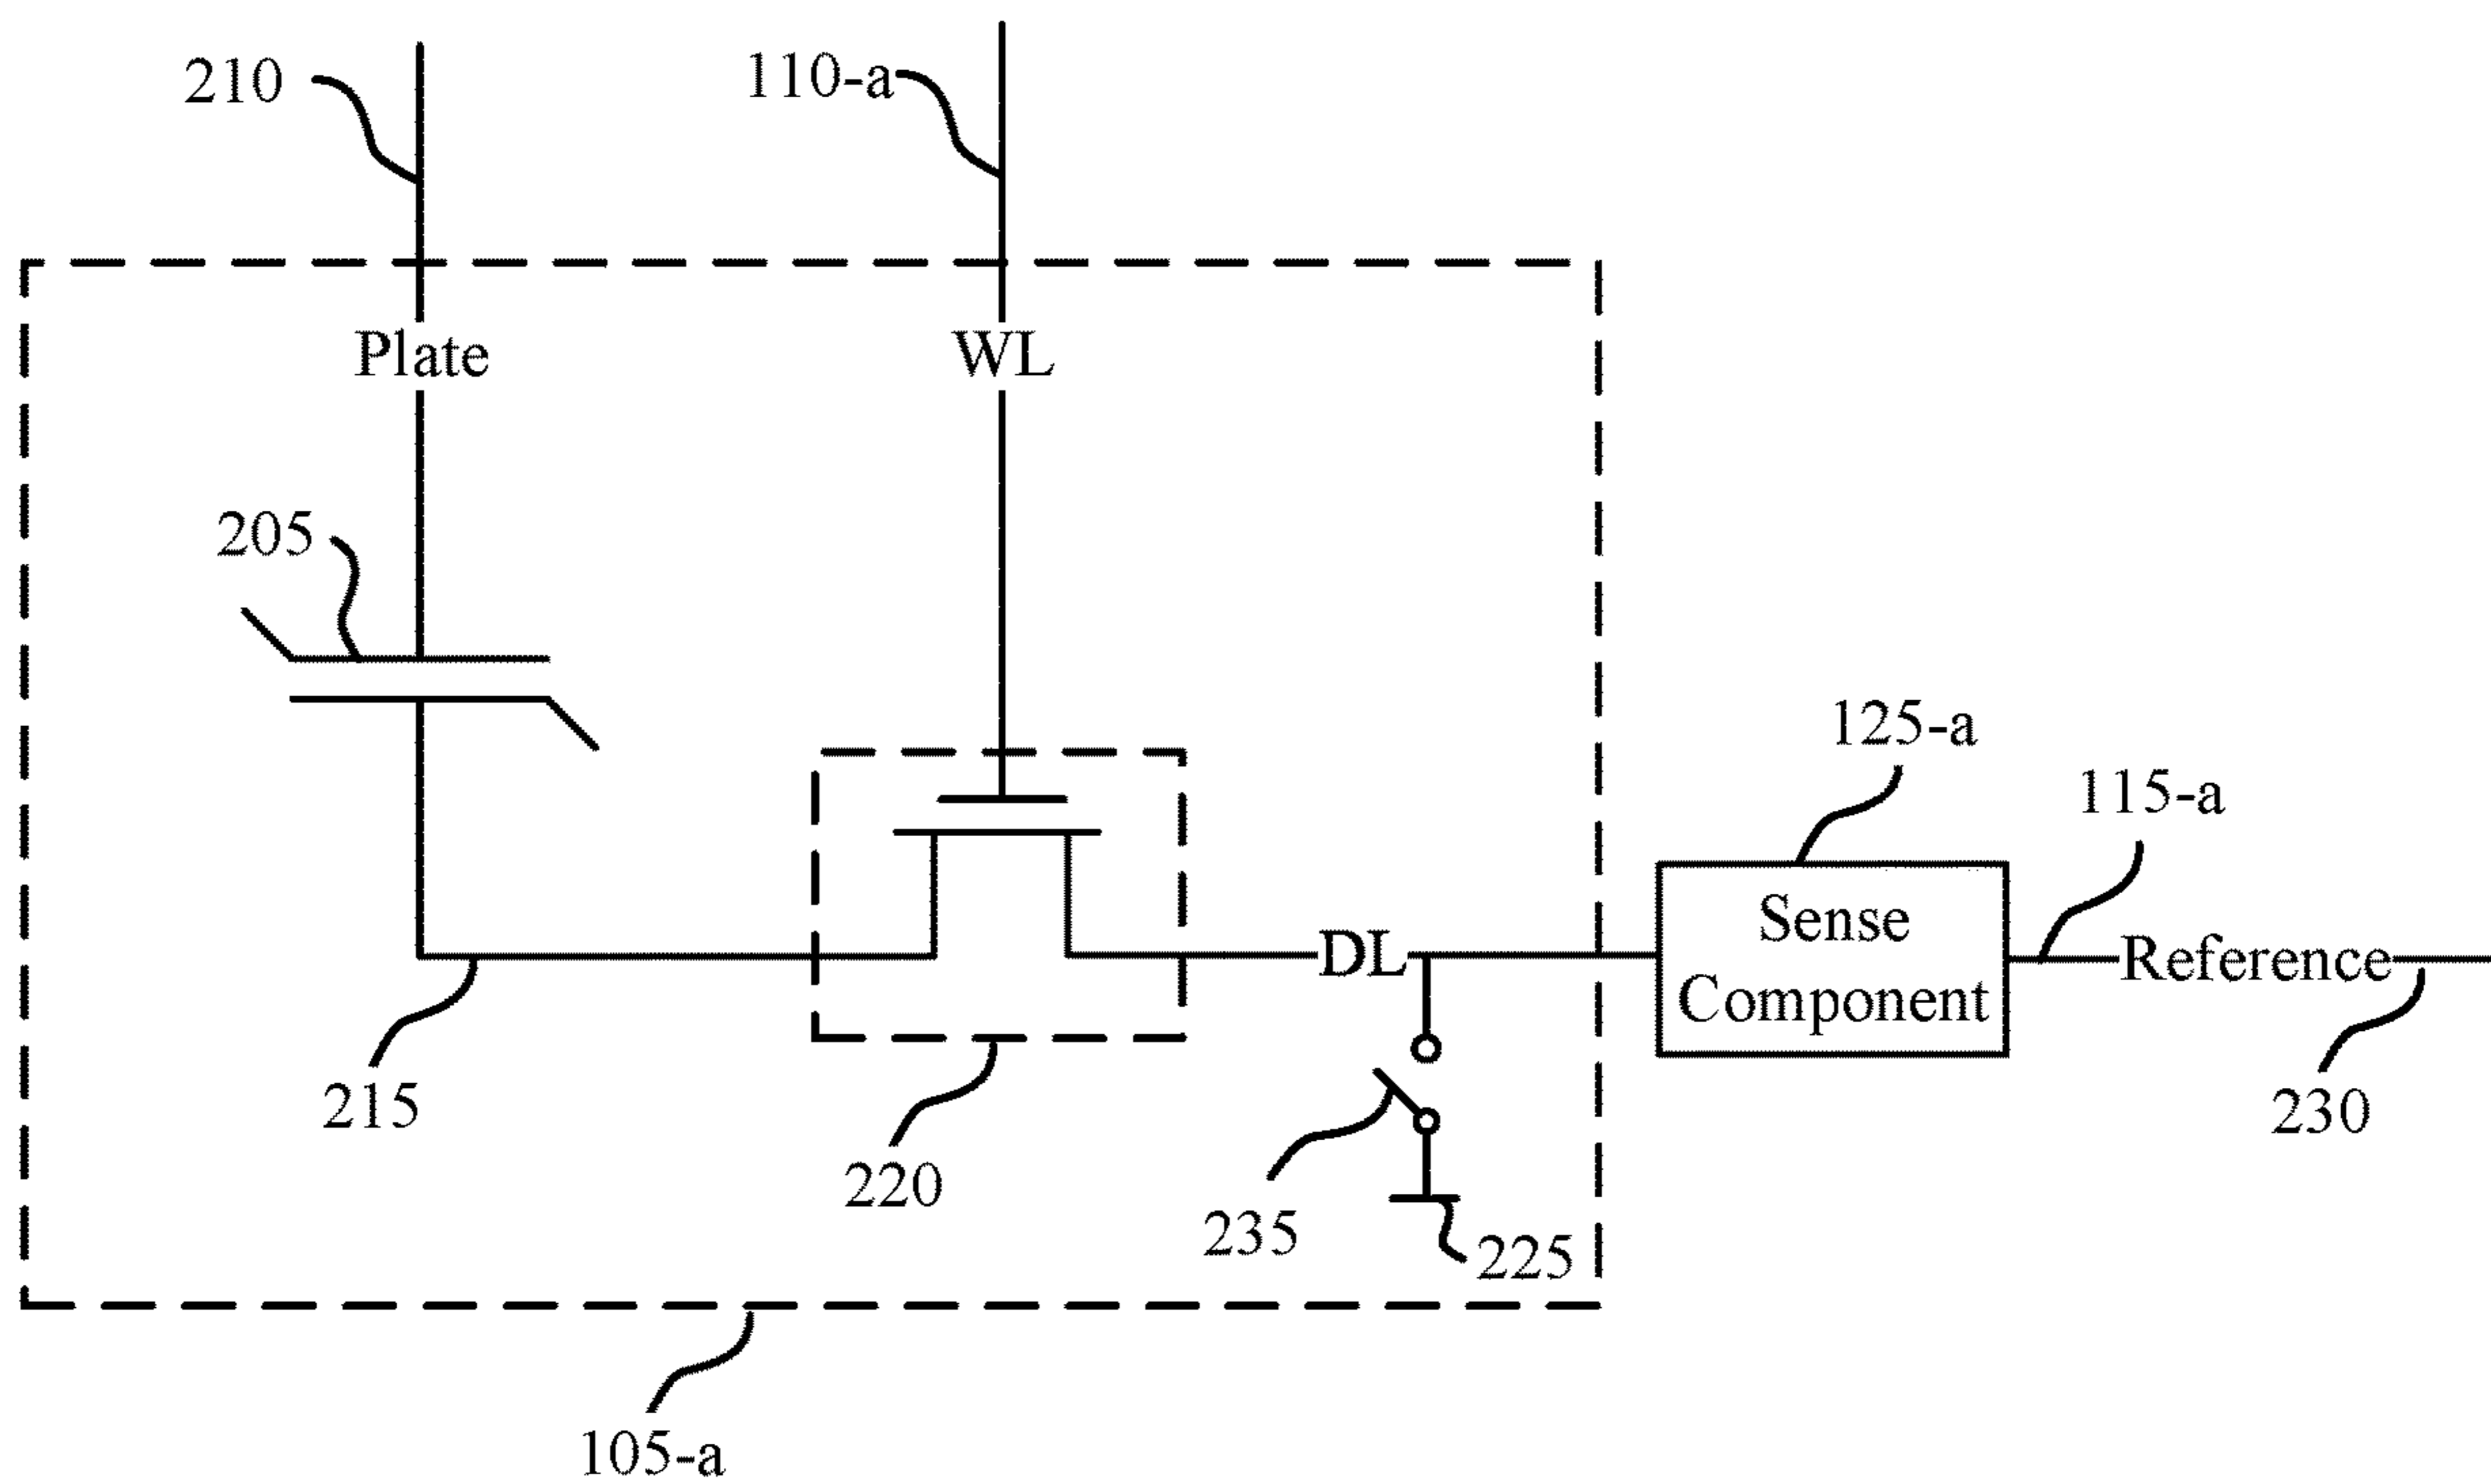 210
110-a
Plate
WL
205
125-a
115-a
Sense
Component
DL
Reference
215
220
235
225
230
105-a